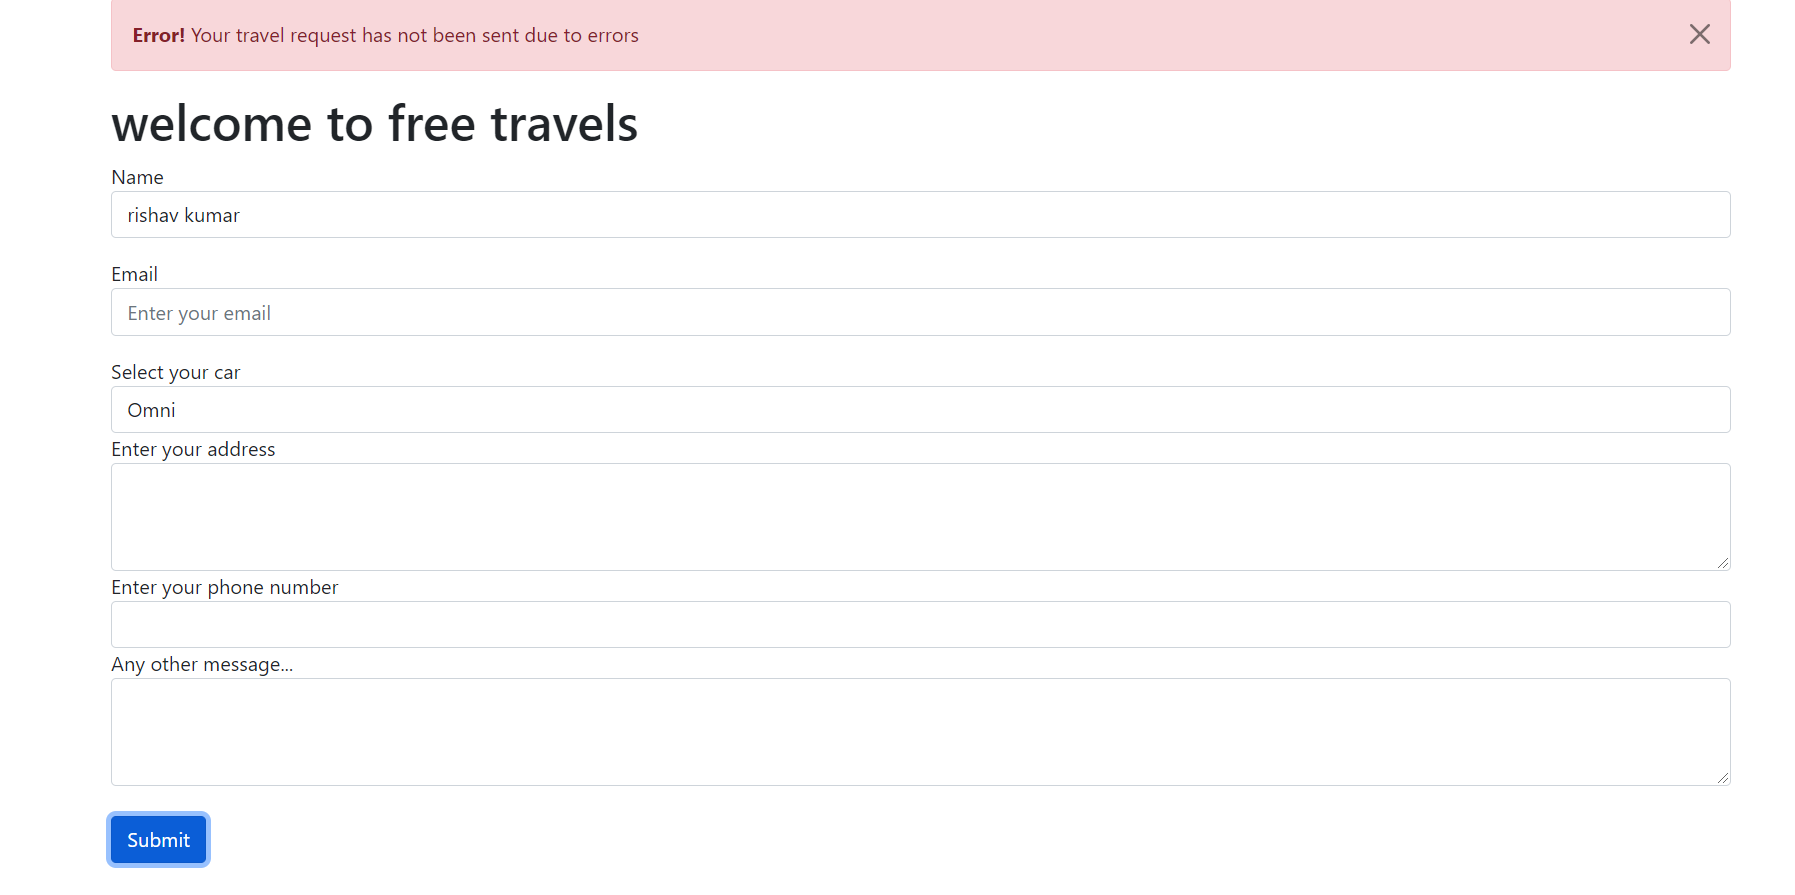 Error! Your travel request has not been sent due to errors
welcome to free travels
Name
rishav kumar
Email
Enter your email
Select your car
Omni
Enter your address
Enter your phone number
Any other message...
Submit